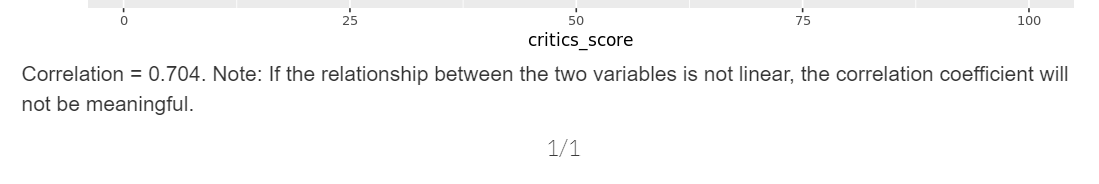 0 25 50 75 100
critics_score
Correlation = 0.704. Note: If the relationship between the two variables is not linear, the correlation coefficient will
not be meaningful.
1/1